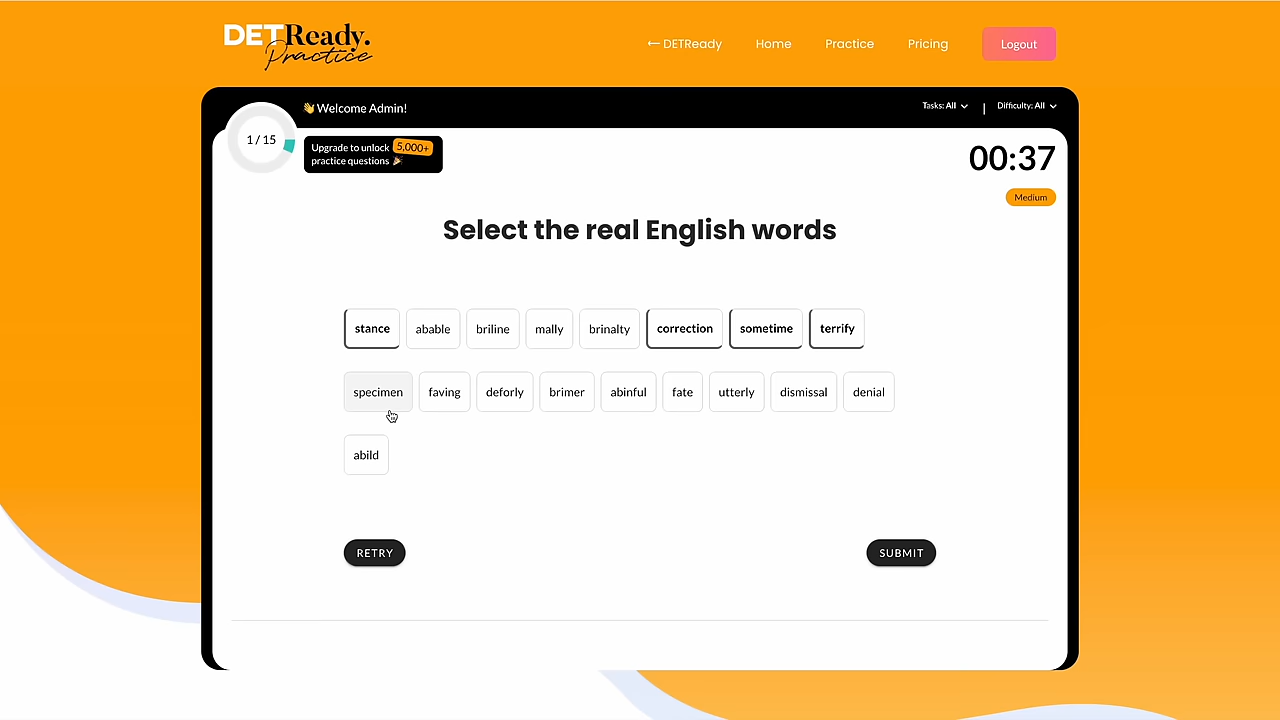 DETReady.
Practice
← DETReady Home Practice Pricing Logout
👋 Welcome Admin!
Tasks: All | Difficulty: All
1 / 15
Upgrade to unlock 5,000+
practice questions 🎉
00:37
Medium
Select the real English words
stance abable briline mally brinalty correction sometime terrify
specimen faving deforly brimer abinful fate utterly dismissal denial
abild
RETRY SUBMIT